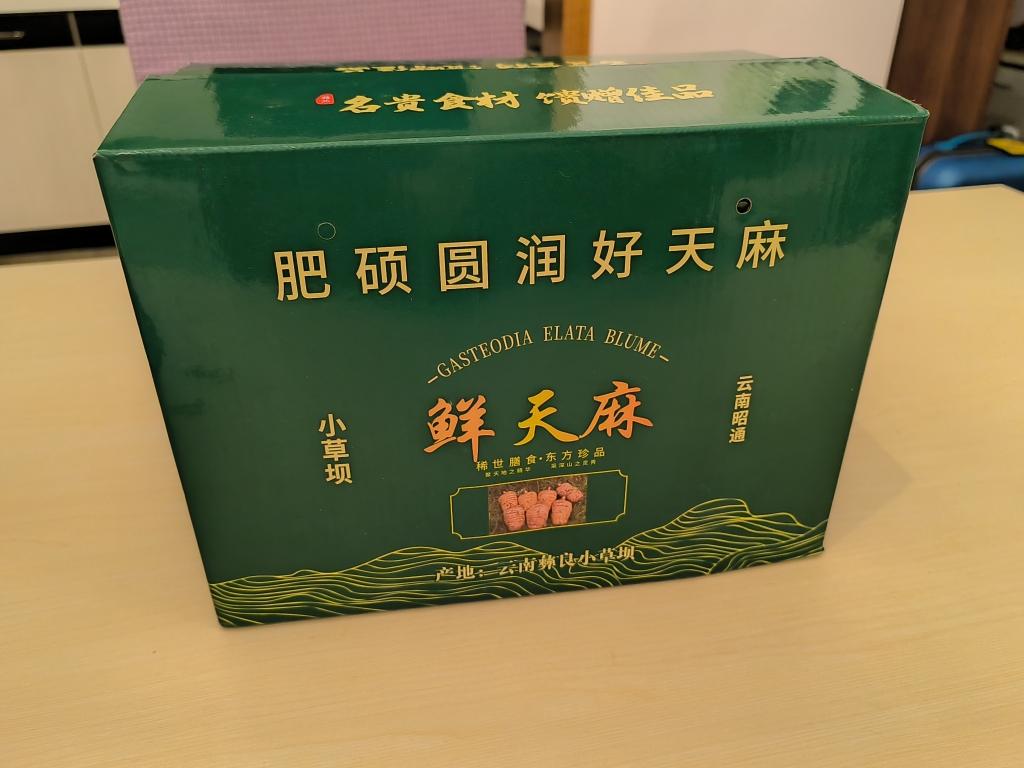 名贵食材 馈赠佳品
肥硕圆润好天麻
GASTEODIA ELATA BLUME
鲜天麻
小草坝
云南昭通
稀世膳食·东方珍品
产地：云南彝良小草坝